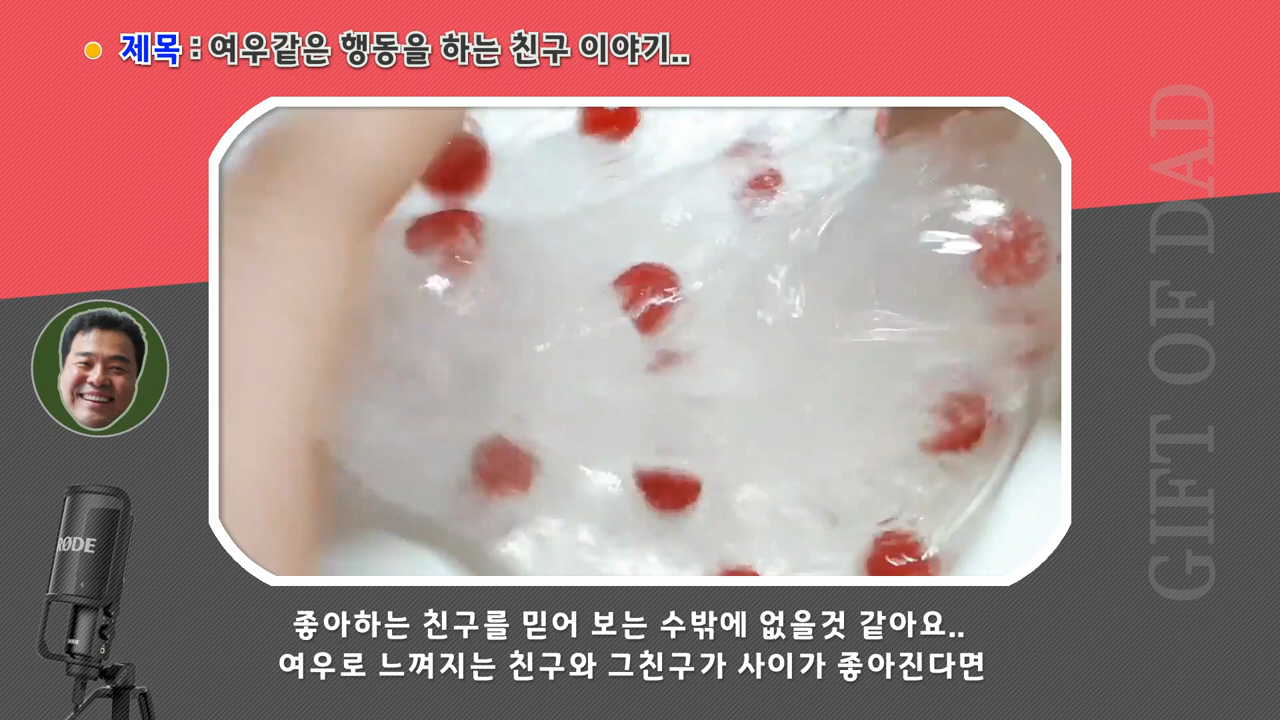 제목 : 여우같은 행동을 하는 친구 이야기..
GIFT OF DAD
RØDE
좋아하는 친구를 믿어 보는 수밖에 없을것 같아요..
여우로 느껴지는 친구와 그친구가 사이가 좋아진다면